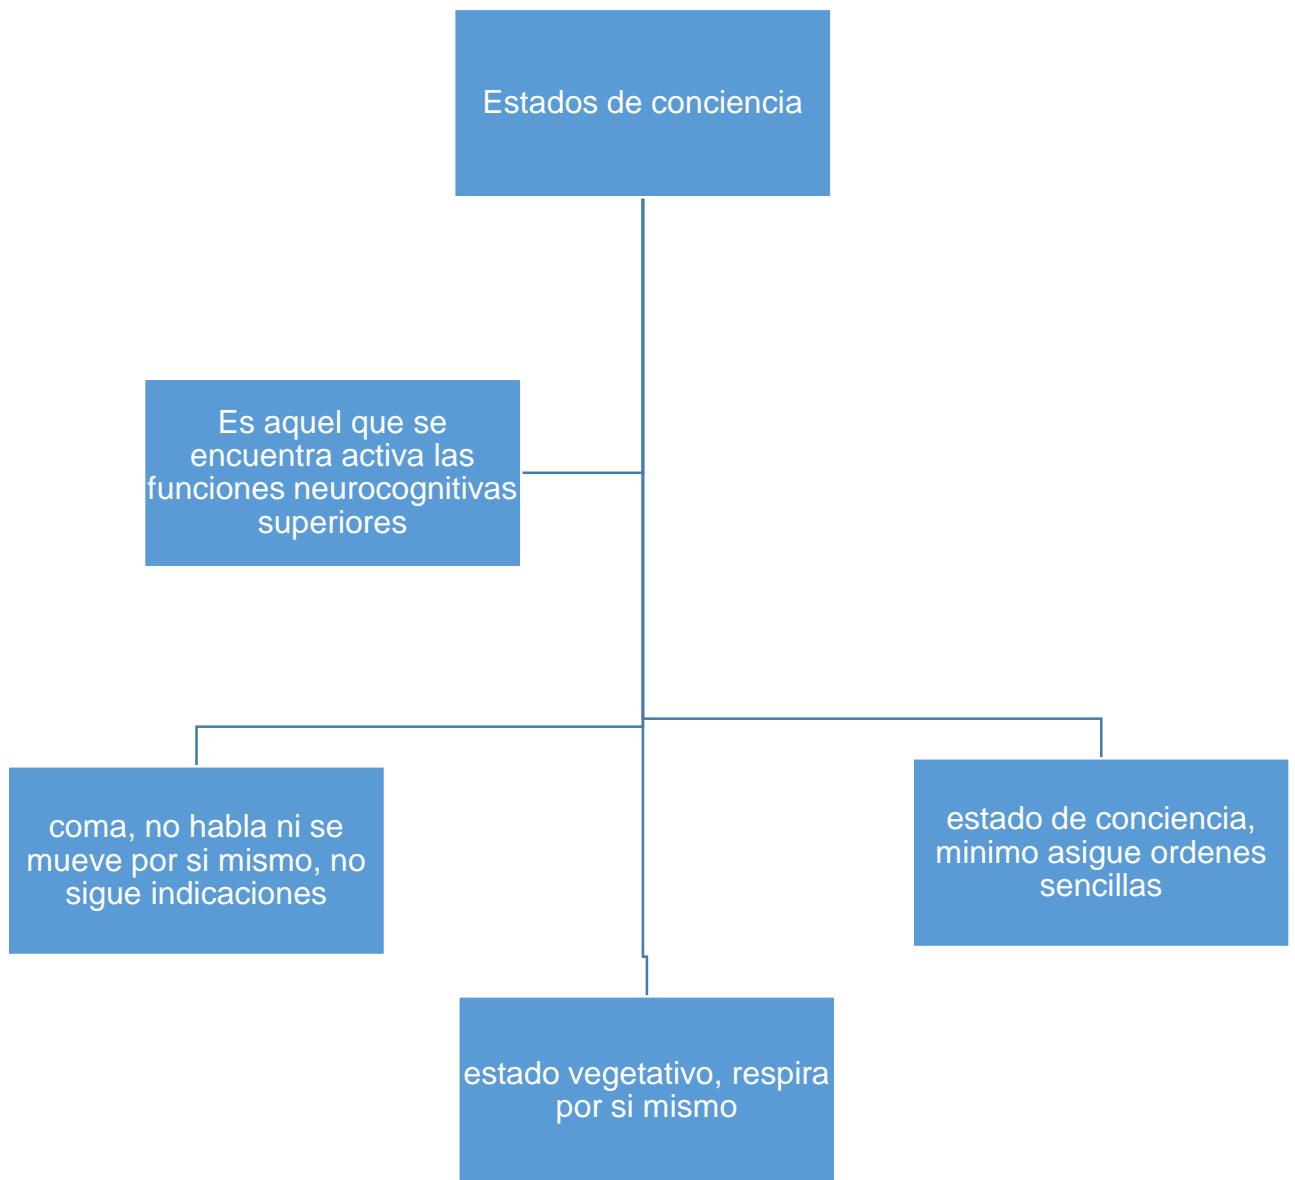 Estados de conciencia
Es aquel que se
encuentra activa las
funciones neurocognitivas
superiores
coma, no habla ni se
mueve por si mismo, no
sigue indicaciones
estado de conciencia,
minimo asigue ordenes
sencillas
estado vegetativo, respira
por si mismo